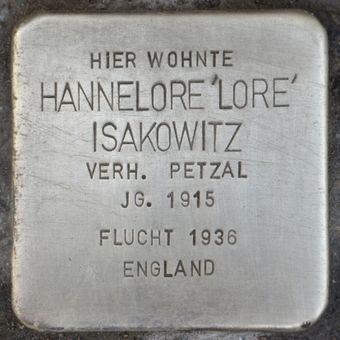 HIER WOHNTE
HANNELORE 'LORE'
ISAKOWITZ
VERH. PETZAL
JG. 1915
FLUCHT 1936
ENGLAND